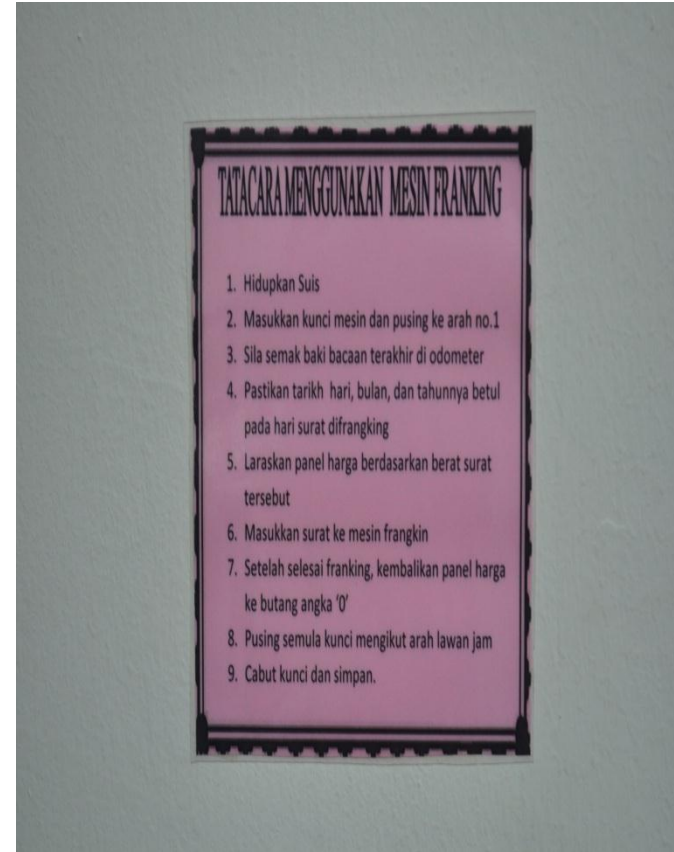 TATACARA MENGGUNAKAN MESIN FRANKING
1. Hidupkan Suis
2. Masukkan kunci mesin dan pusing ke arah no.1
3. Sila semak baki bacaan terakhir di odometer
4. Pastikan tarikh hari, bulan, dan tahunnya betul
pada hari surat difrangking
5. Laraskan panel harga berdasarkan berat surat
tersebut
6. Masukkan surat ke mesin frangkin
7. Setelah selesai franking, kembalikan panel harga
ke butang angka ‘0’
8. Pusing semula kunci mengikut arah lawan jam
9. Cabut kunci dan simpan.